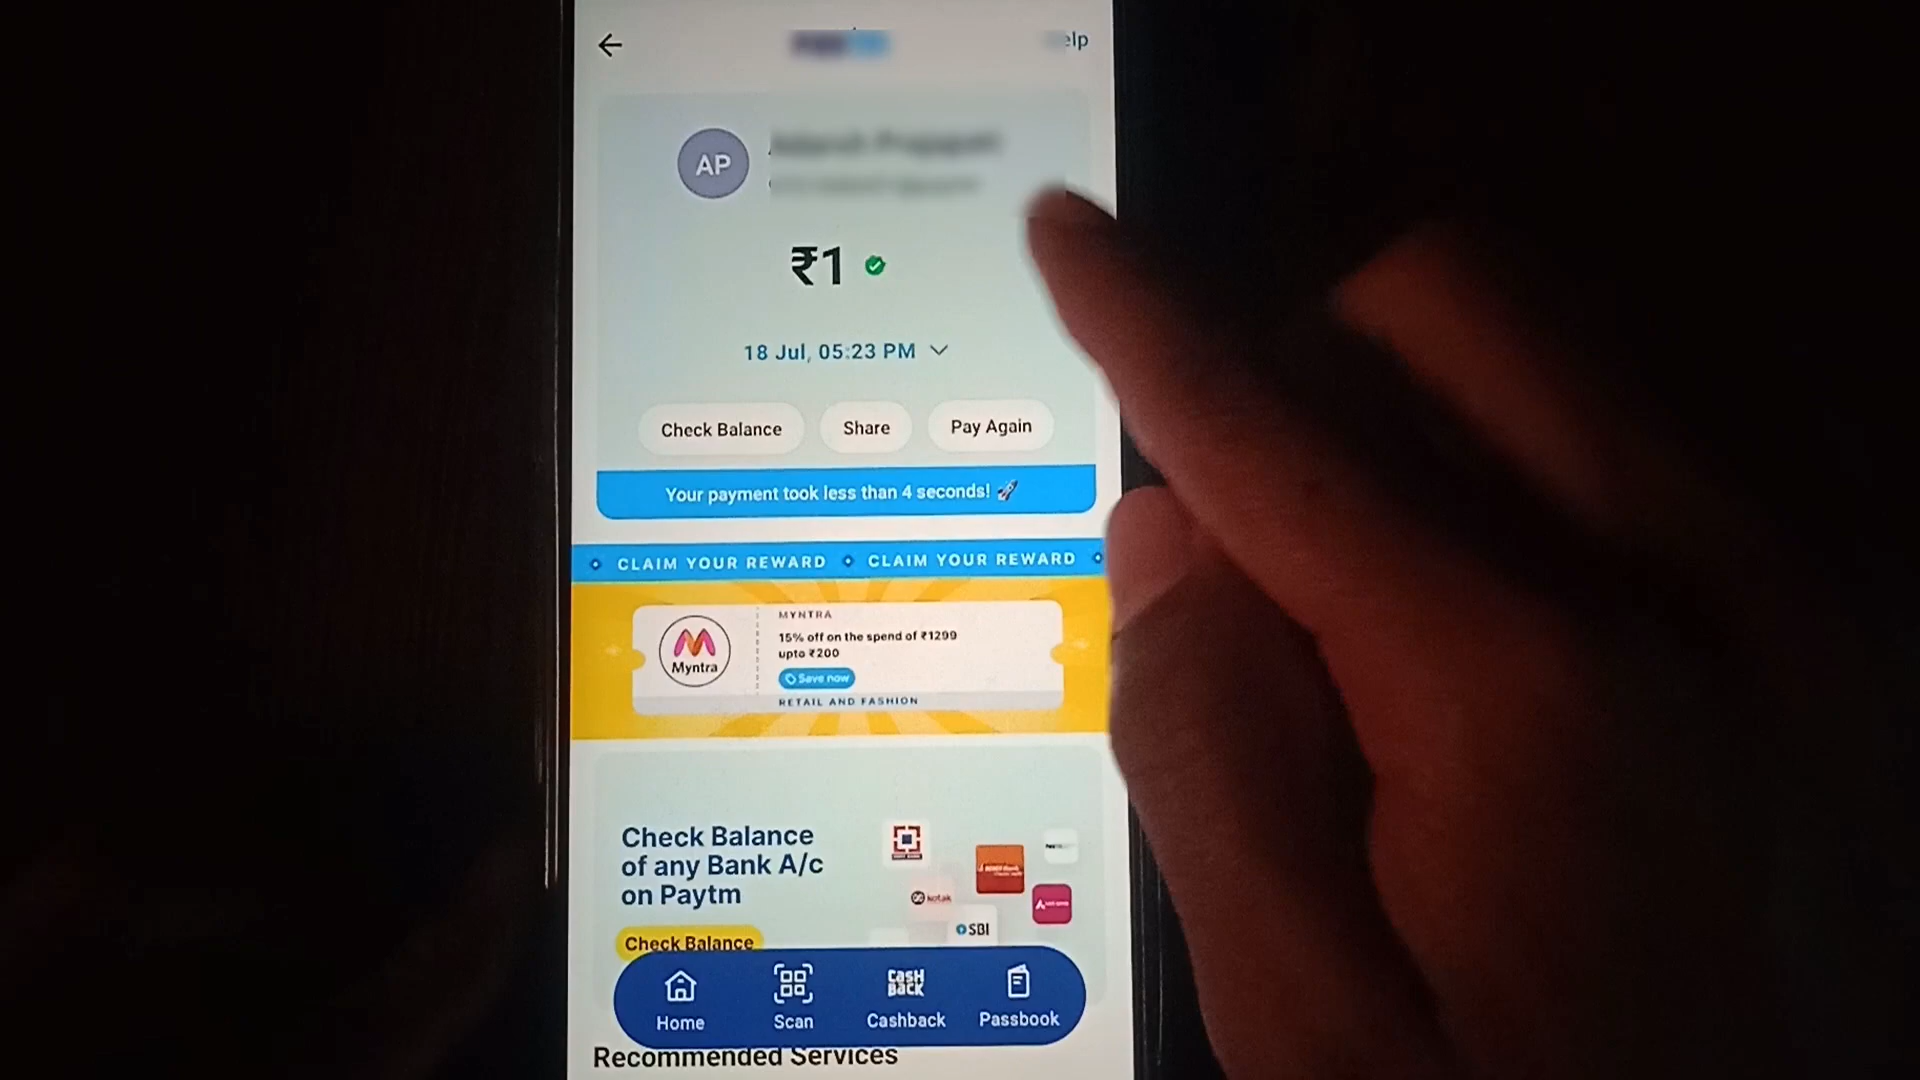 elp
AP
₹1
18 Jul, 05:23 PM
Check Balance
Share
Pay Again
Your payment took less than 4 seconds! 🚀
CLAIM YOUR REWARD
CLAIM YOUR REWARD
Myntra
MYNTRA
15% off on the spend of ₹1299
upto ₹200
Save now
RETAIL AND FASHION
Check Balance
of any Bank A/c
on Paytm
kotak
SBI
Check Balance
Home
Scan
CASH
BACK
Cashback
Passbook
Recommended Services